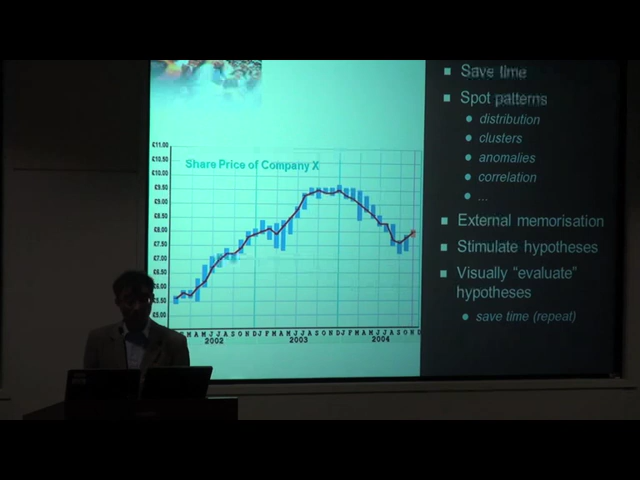 Share Price of Company X
£11.00
£10.50
£10.00
£9.50
£9.00
£8.50
£8.00
£7.50
£7.00
£6.50
£6.00
£5.50
£5.00
M A M J J A S O N D J F M A M J J A S O N D J F M A M J J A S O N D
2002 2003 2004
Save time
Spot patterns
distribution
clusters
anomalies
correlation
...
External memorisation
Stimulate hypotheses
Visually “evaluate”
hypotheses
save time (repeat)